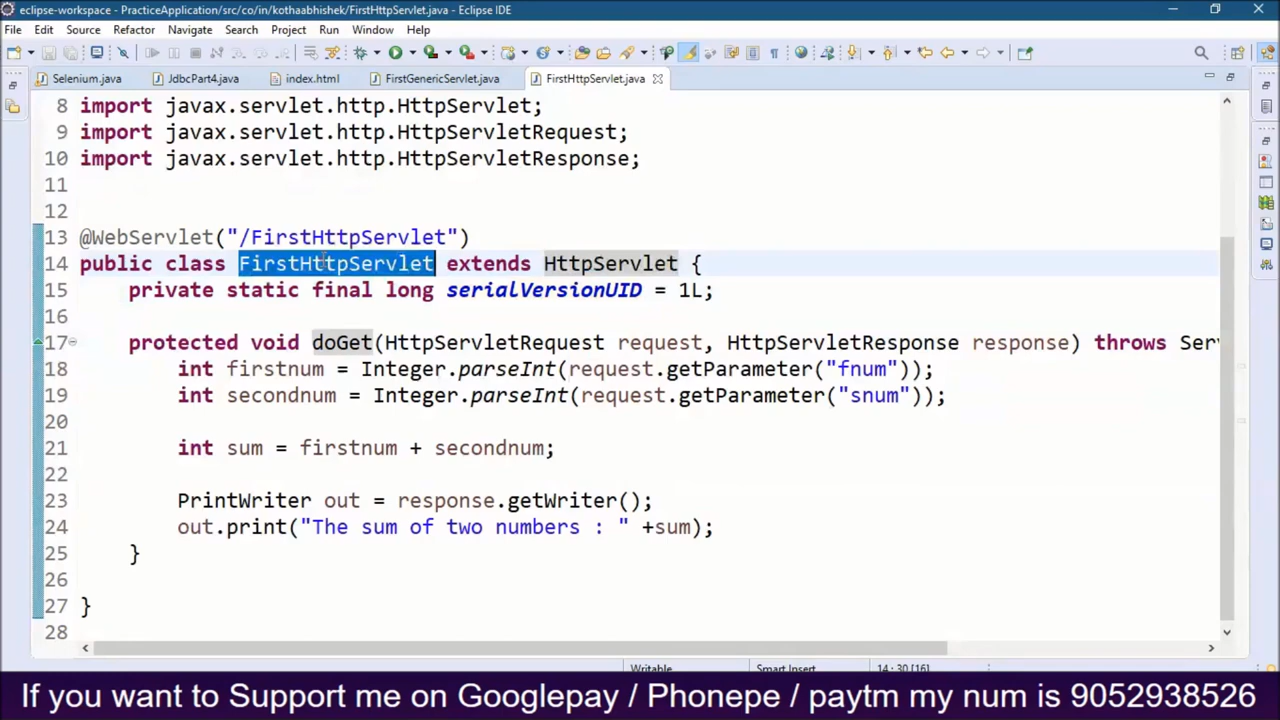 eclipse-workspace - PracticeApplication/src/co/in/kothaabhishek/FirstHttpServlet.java - Eclipse IDE
File Edit Source Refactor Navigate Search Project Run Window Help
Selenium.java JdbcPart4.java index.html FirstGenericServlet.java FirstHttpServlet.java
8 import javax.servlet.http.HttpServlet;
9 import javax.servlet.http.HttpServletRequest;
10 import javax.servlet.http.HttpServletResponse;
11
12
13 @WebServlet("/FirstHttpServlet")
14 public class FirstHttpServlet extends HttpServlet {
15 private static final long serialVersionUID = 1L;
16
17 protected void doGet(HttpServletRequest request, HttpServletResponse response) throws Serv
18 int firstnum = Integer.parseInt(request.getParameter("fnum"));
19 int secondnum = Integer.parseInt(request.getParameter("snum"));
20
21 int sum = firstnum + secondnum;
22
23 PrintWriter out = response.getWriter();
24 out.print("The sum of two numbers : " +sum);
25 }
26
27 }
28
Writable Smart Insert 14 : 30 [16]
If you want to Support me on Googlepay / Phonepe / paytm my num is 9052938526